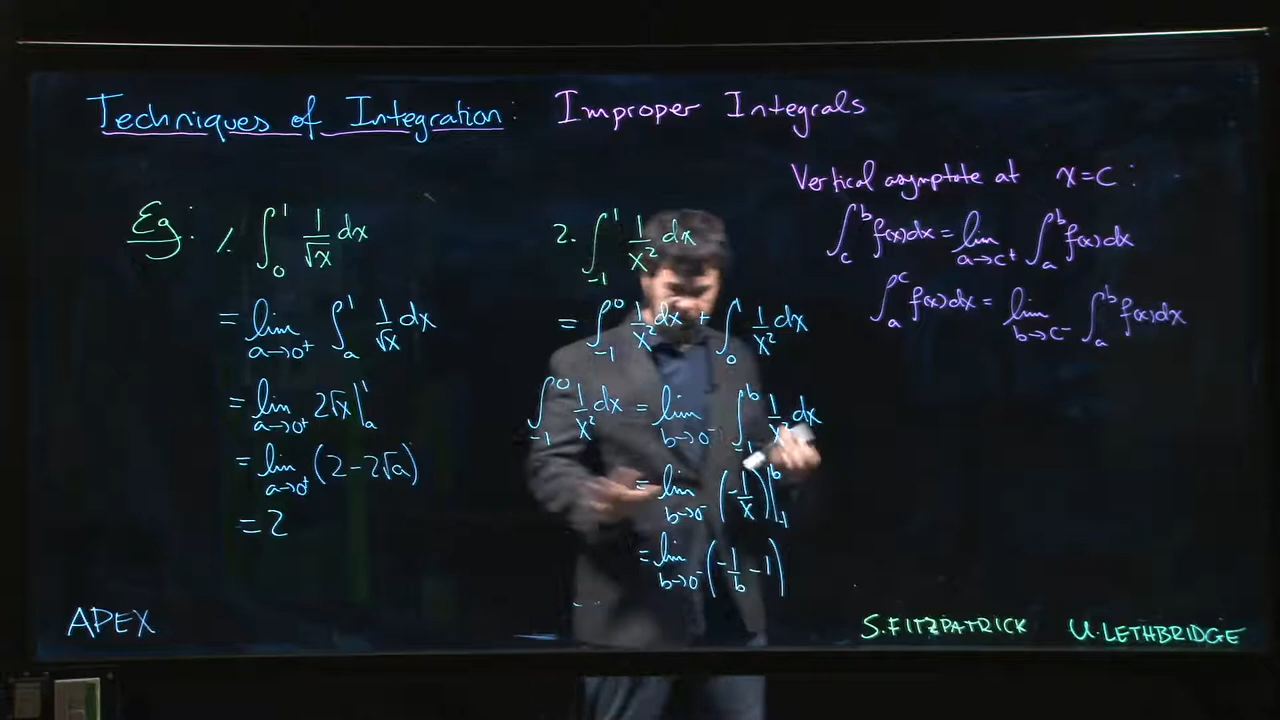 Techniques of Integration: Improper Integrals
Vertical asymptote at x=c:
∫_c^b f(x)dx = lim_{a→c⁺} ∫_a^b f(x)dx
∫_a^c f(x)dx = lim_{b→c⁻} ∫_a^b f(x)dx
Eg: 1. ∫_0^1 1/√x dx
= lim_{a→0⁺} ∫_a^1 1/√x dx
= lim_{a→0⁺} 2√x |_a^1
= lim_{a→0⁺} (2-2√a)
= 2
2. ∫_{-1}^1 1/x² dx
= ∫_{-1}^0 1/x² dx + ∫_0^1 1/x² dx
∫_{-1}^0 1/x² dx = lim_{b→0⁻} ∫_{-1}^b 1/x² dx
= lim_{b→0⁻} (-1/x)|_{-1}^b
= lim_{b→0⁻} (-1/b - 1)
APEX
S. FITZPATRICK U. LETHBRIDGE